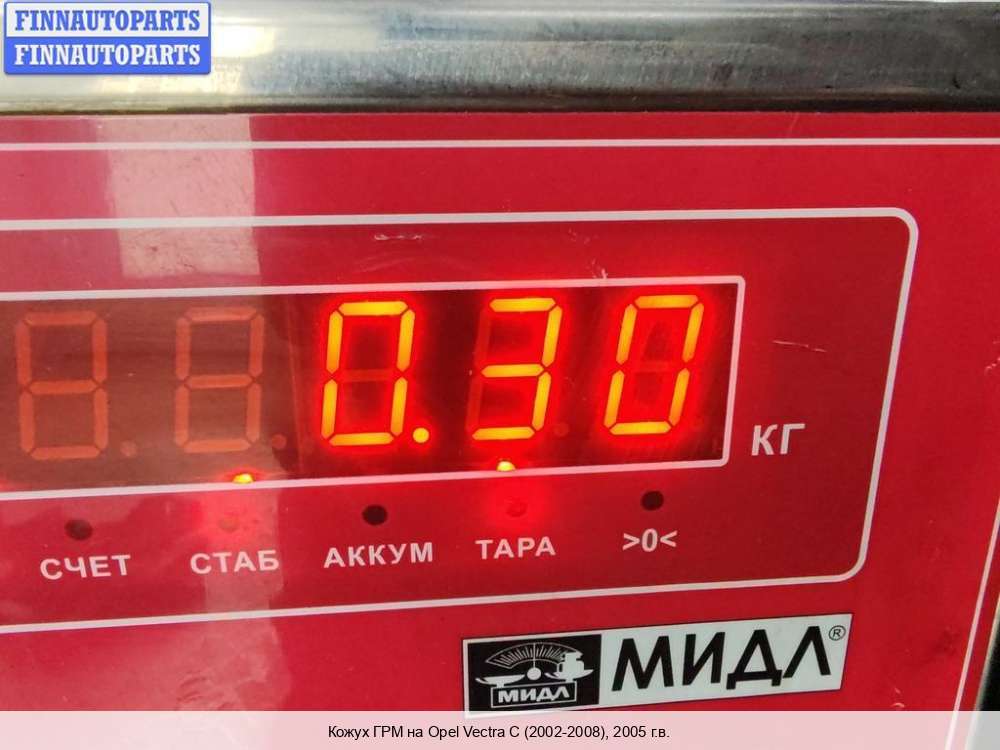 FINNAUTOPARTS
FINNAUTOPARTS
0.30
КГ
СЧЕТ СТАБ АККУМ ТАРА >0<
МИДЛ МИДЛ®
Кожух ГРМ на Opel Vectra C (2002-2008), 2005 г.в.